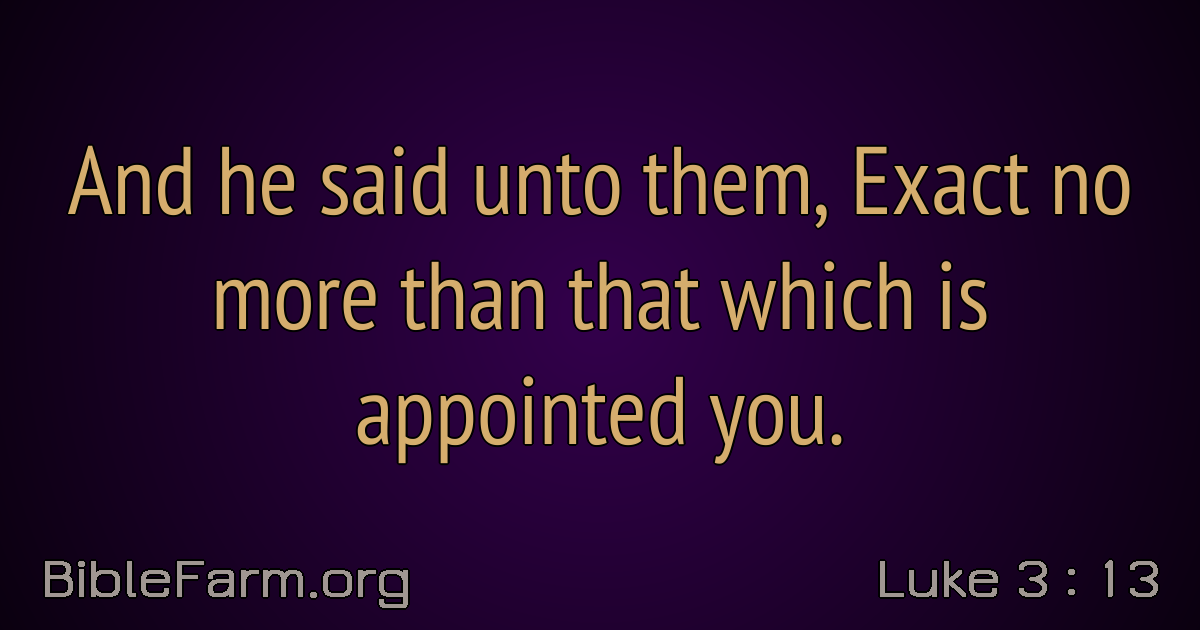 And he said unto them, Exact no
more than that which is
appointed you.
BibleFarm.org
Luke 3 : 13